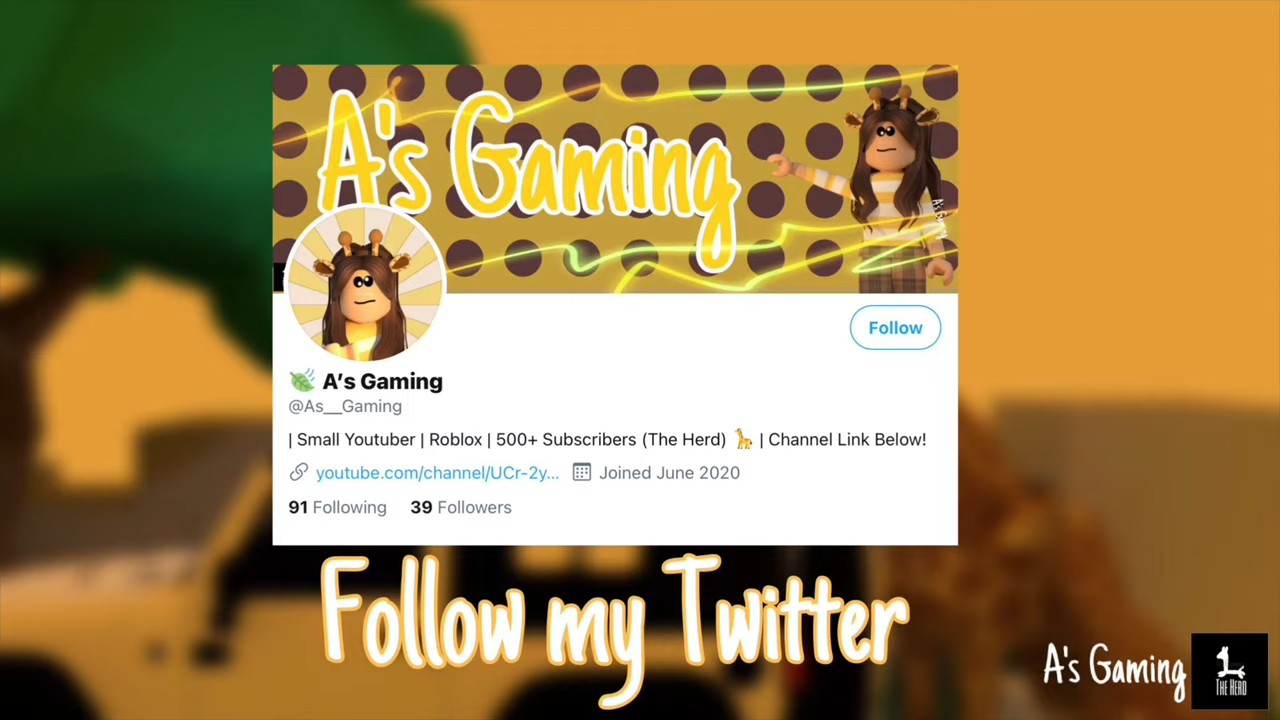 A's Gaming
A's Gaming
Follow
A's Gaming
@As__Gaming
| Small Youtuber | Roblox | 500+ Subscribers (The Herd) 🦒 | Channel Link Below!
youtube.com/channel/UCr-2y... Joined June 2020
91 Following 39 Followers
Follow my Twitter
A's Gaming
THE HERD